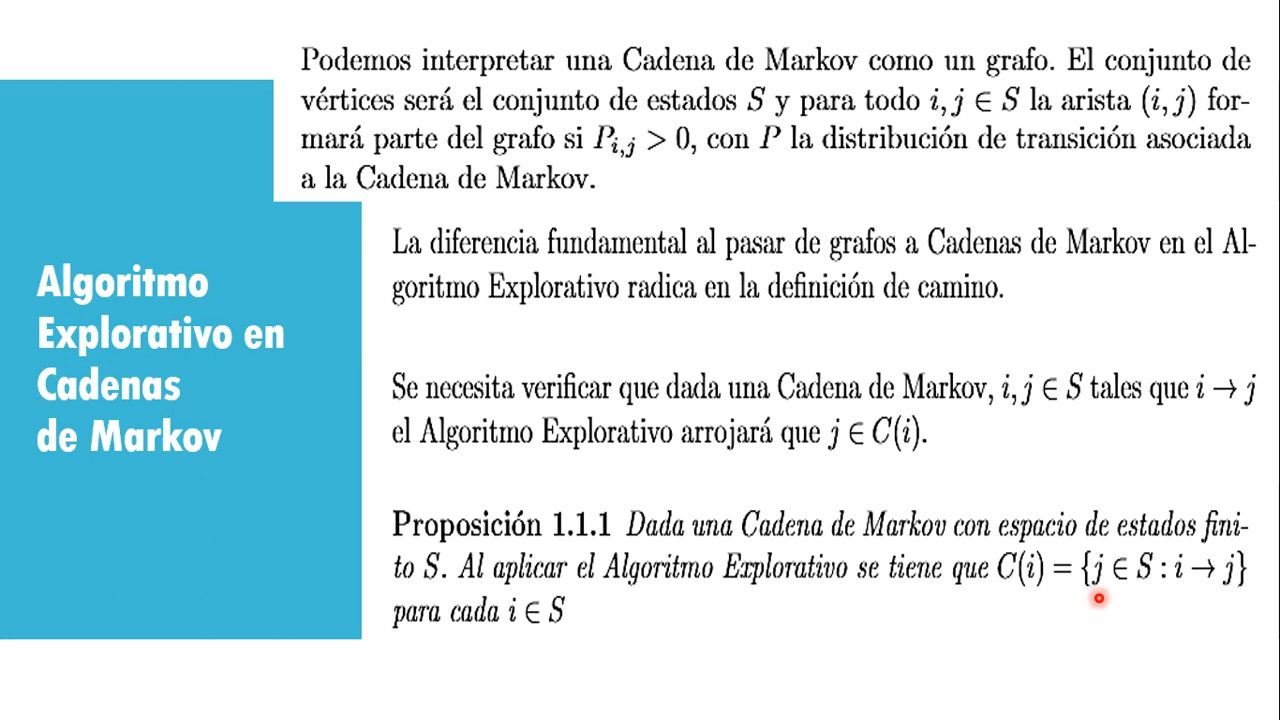 Podemos interpretar una Cadena de Markov como un grafo. El conjunto de
vértices será el conjunto de estados S y para todo i, j ∈ S la arista (i, j) for-
mará parte del grafo si P_{i,j} > 0, con P la distribución de transición asociada
a la Cadena de Markov.
Algoritmo
Explorativo en
Cadenas
de Markov
La diferencia fundamental al pasar de grafos a Cadenas de Markov en el Al-
goritmo Explorativo radica en la definición de camino.
Se necesita verificar que dada una Cadena de Markov, i, j ∈ S tales que i → j
el Algoritmo Explorativo arrojará que j ∈ C(i).
Proposición 1.1.1 Dada una Cadena de Markov con espacio de estados fini-
to S. Al aplicar el Algoritmo Explorativo se tiene que C(i) = {j ∈ S : i → j}
para cada i ∈ S